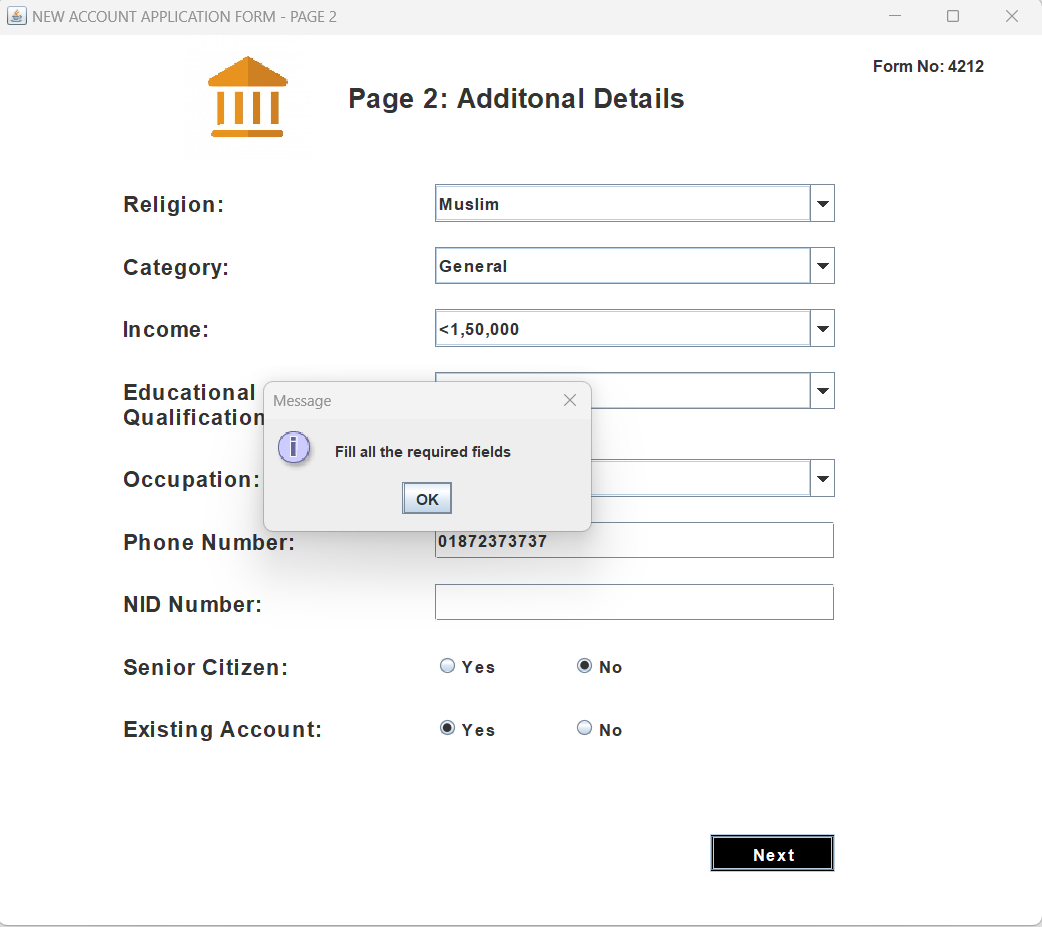 NEW ACCOUNT APPLICATION FORM - PAGE 2
Form No: 4212
Page 2: Additonal Details
Religion:
Muslim
Category:
General
Income:
<1,50,000
Educational
Qualification
Message
Fill all the required fields
OK
Occupation:
Phone Number:
01872373737
NID Number:
Senior Citizen:
Yes
No
Existing Account:
Yes
No
Next